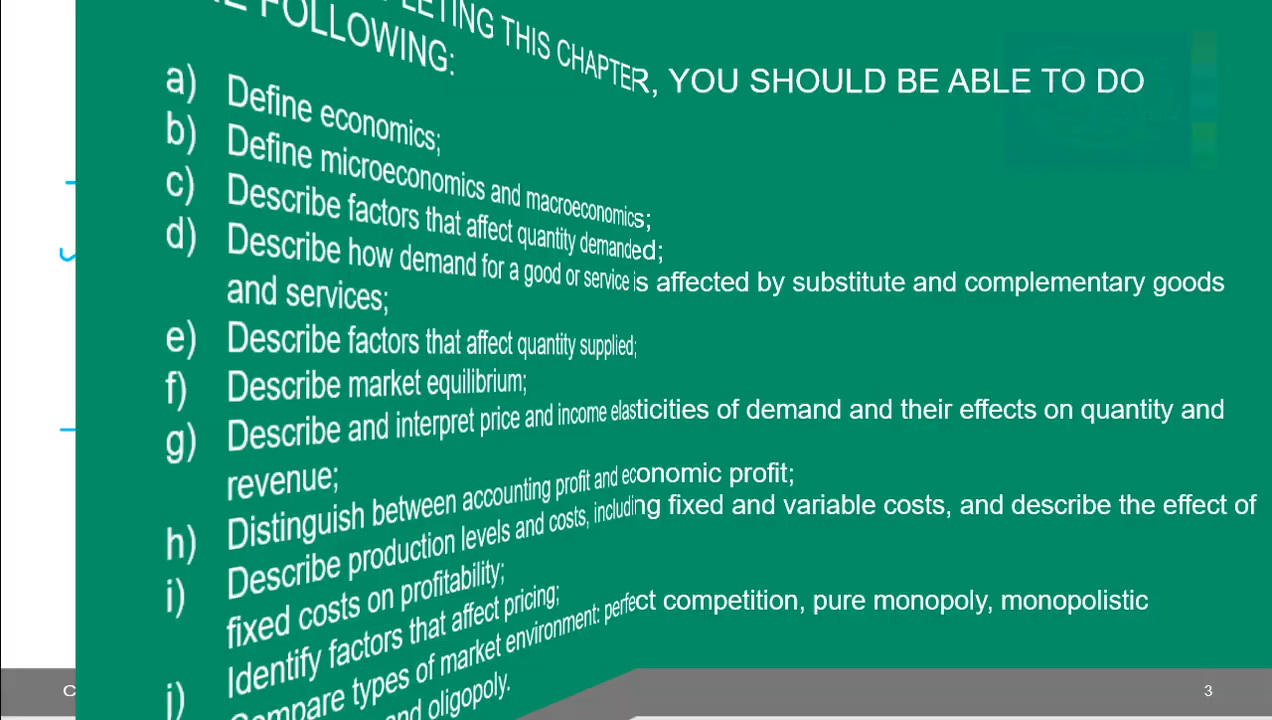 LETING THIS CHAPTER, YOU SHOULD BE ABLE TO DO
FOLLOWING:
a) Define economics;
b) Define microeconomics and macroeconomics;
c) Describe factors that affect quantity demanded;
d) Describe how demand for a good or service is affected by substitute and complementary goods
and services;
e) Describe factors that affect quantity supplied;
f) Describe market equilibrium;
g) Describe and interpret price and income elasticities of demand and their effects on quantity and
revenue;
h) Distinguish between accounting profit and economic profit;
i) Describe production levels and costs, including fixed and variable costs, and describe the effect of
fixed costs on profitability;
j) Identify factors that affect pricing;
Compare types of market environment: perfect competition, pure monopoly, monopolistic
and oligopoly.
C
3